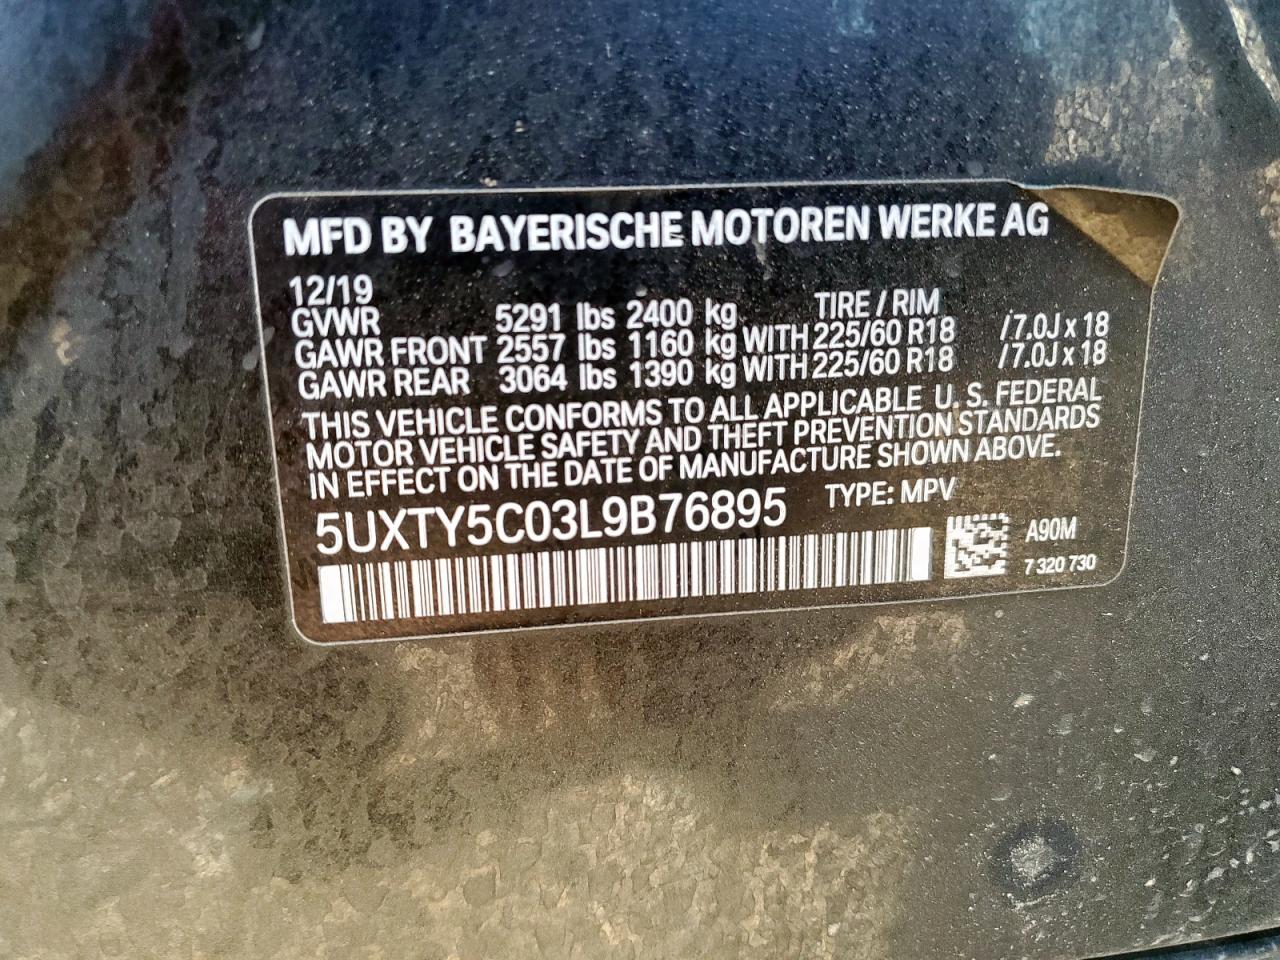 MFD BY BAYERISCHE MOTOREN WERKE AG
12/19 TIRE / RIM
GVWR 5291 lbs 2400 kg
GAWR FRONT 2557 lbs 1160 kg WITH 225/60 R18 /7.0J x 18
GAWR REAR 3064 lbs 1390 kg WITH 225/60 R18 /7.0J x 18
THIS VEHICLE CONFORMS TO ALL APPLICABLE U. S. FEDERAL
MOTOR VEHICLE SAFETY AND THEFT PREVENTION STANDARDS
IN EFFECT ON THE DATE OF MANUFACTURE SHOWN ABOVE.
5UXTY5C03L9B76895 TYPE: MPV
A90M
7 320 730